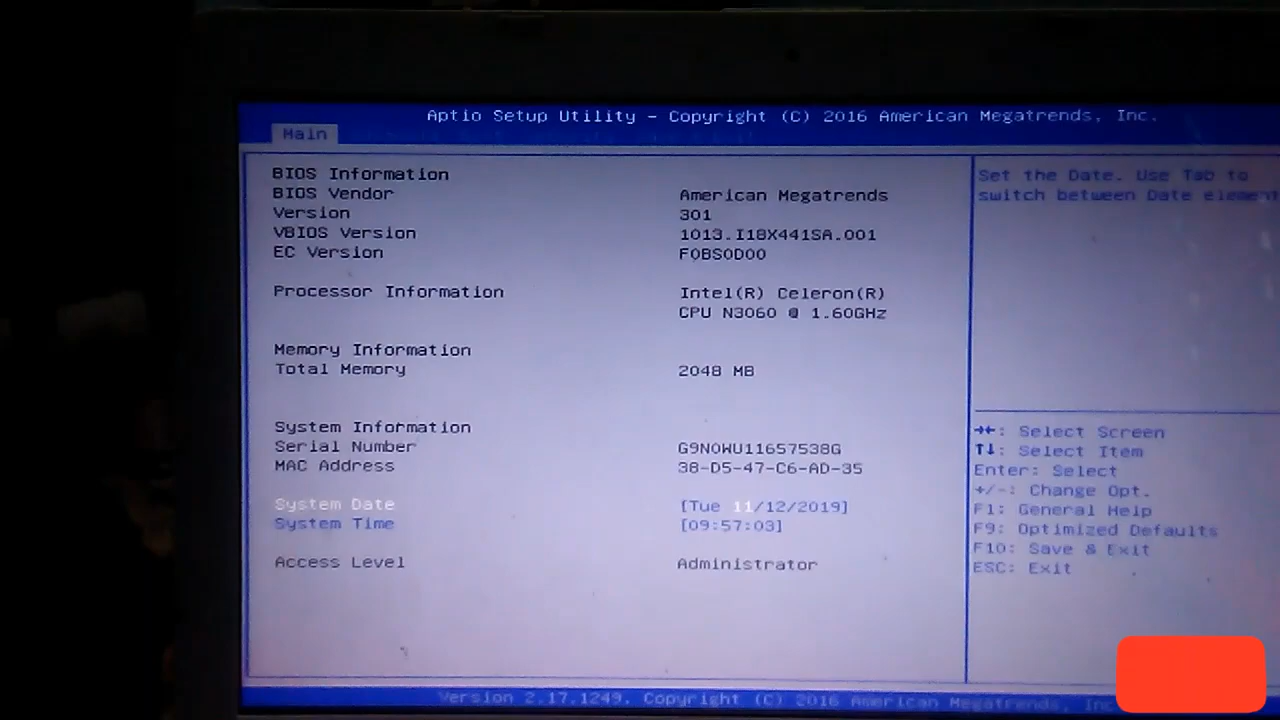 Aptio Setup Utility - Copyright (C) 2016 American Megatrends, Inc.
Main
BIOS Information
BIOS Vendor American Megatrends
Version 301
VBIOS Version 1013.I18X441SA.001
EC Version F0BS0D00
Processor Information Intel(R) Celeron(R)
CPU N3060 @ 1.60GHz
Memory Information
Total Memory 2048 MB
System Information
Serial Number G9N0WU11657538G
MAC Address 38-D5-47-C6-AD-35
System Date [Tue 11/12/2019]
System Time [09:57:03]
Access Level Administrator
Set the Date. Use Tab to
switch between Date element
→←: Select Screen
↑↓: Select Item
Enter: Select
+/-: Change Opt.
F1: General Help
F9: Optimized Defaults
F10: Save & Exit
ESC: Exit
Version 2.17.1249. Copyright (C) 2016 American Megatrends, Inc